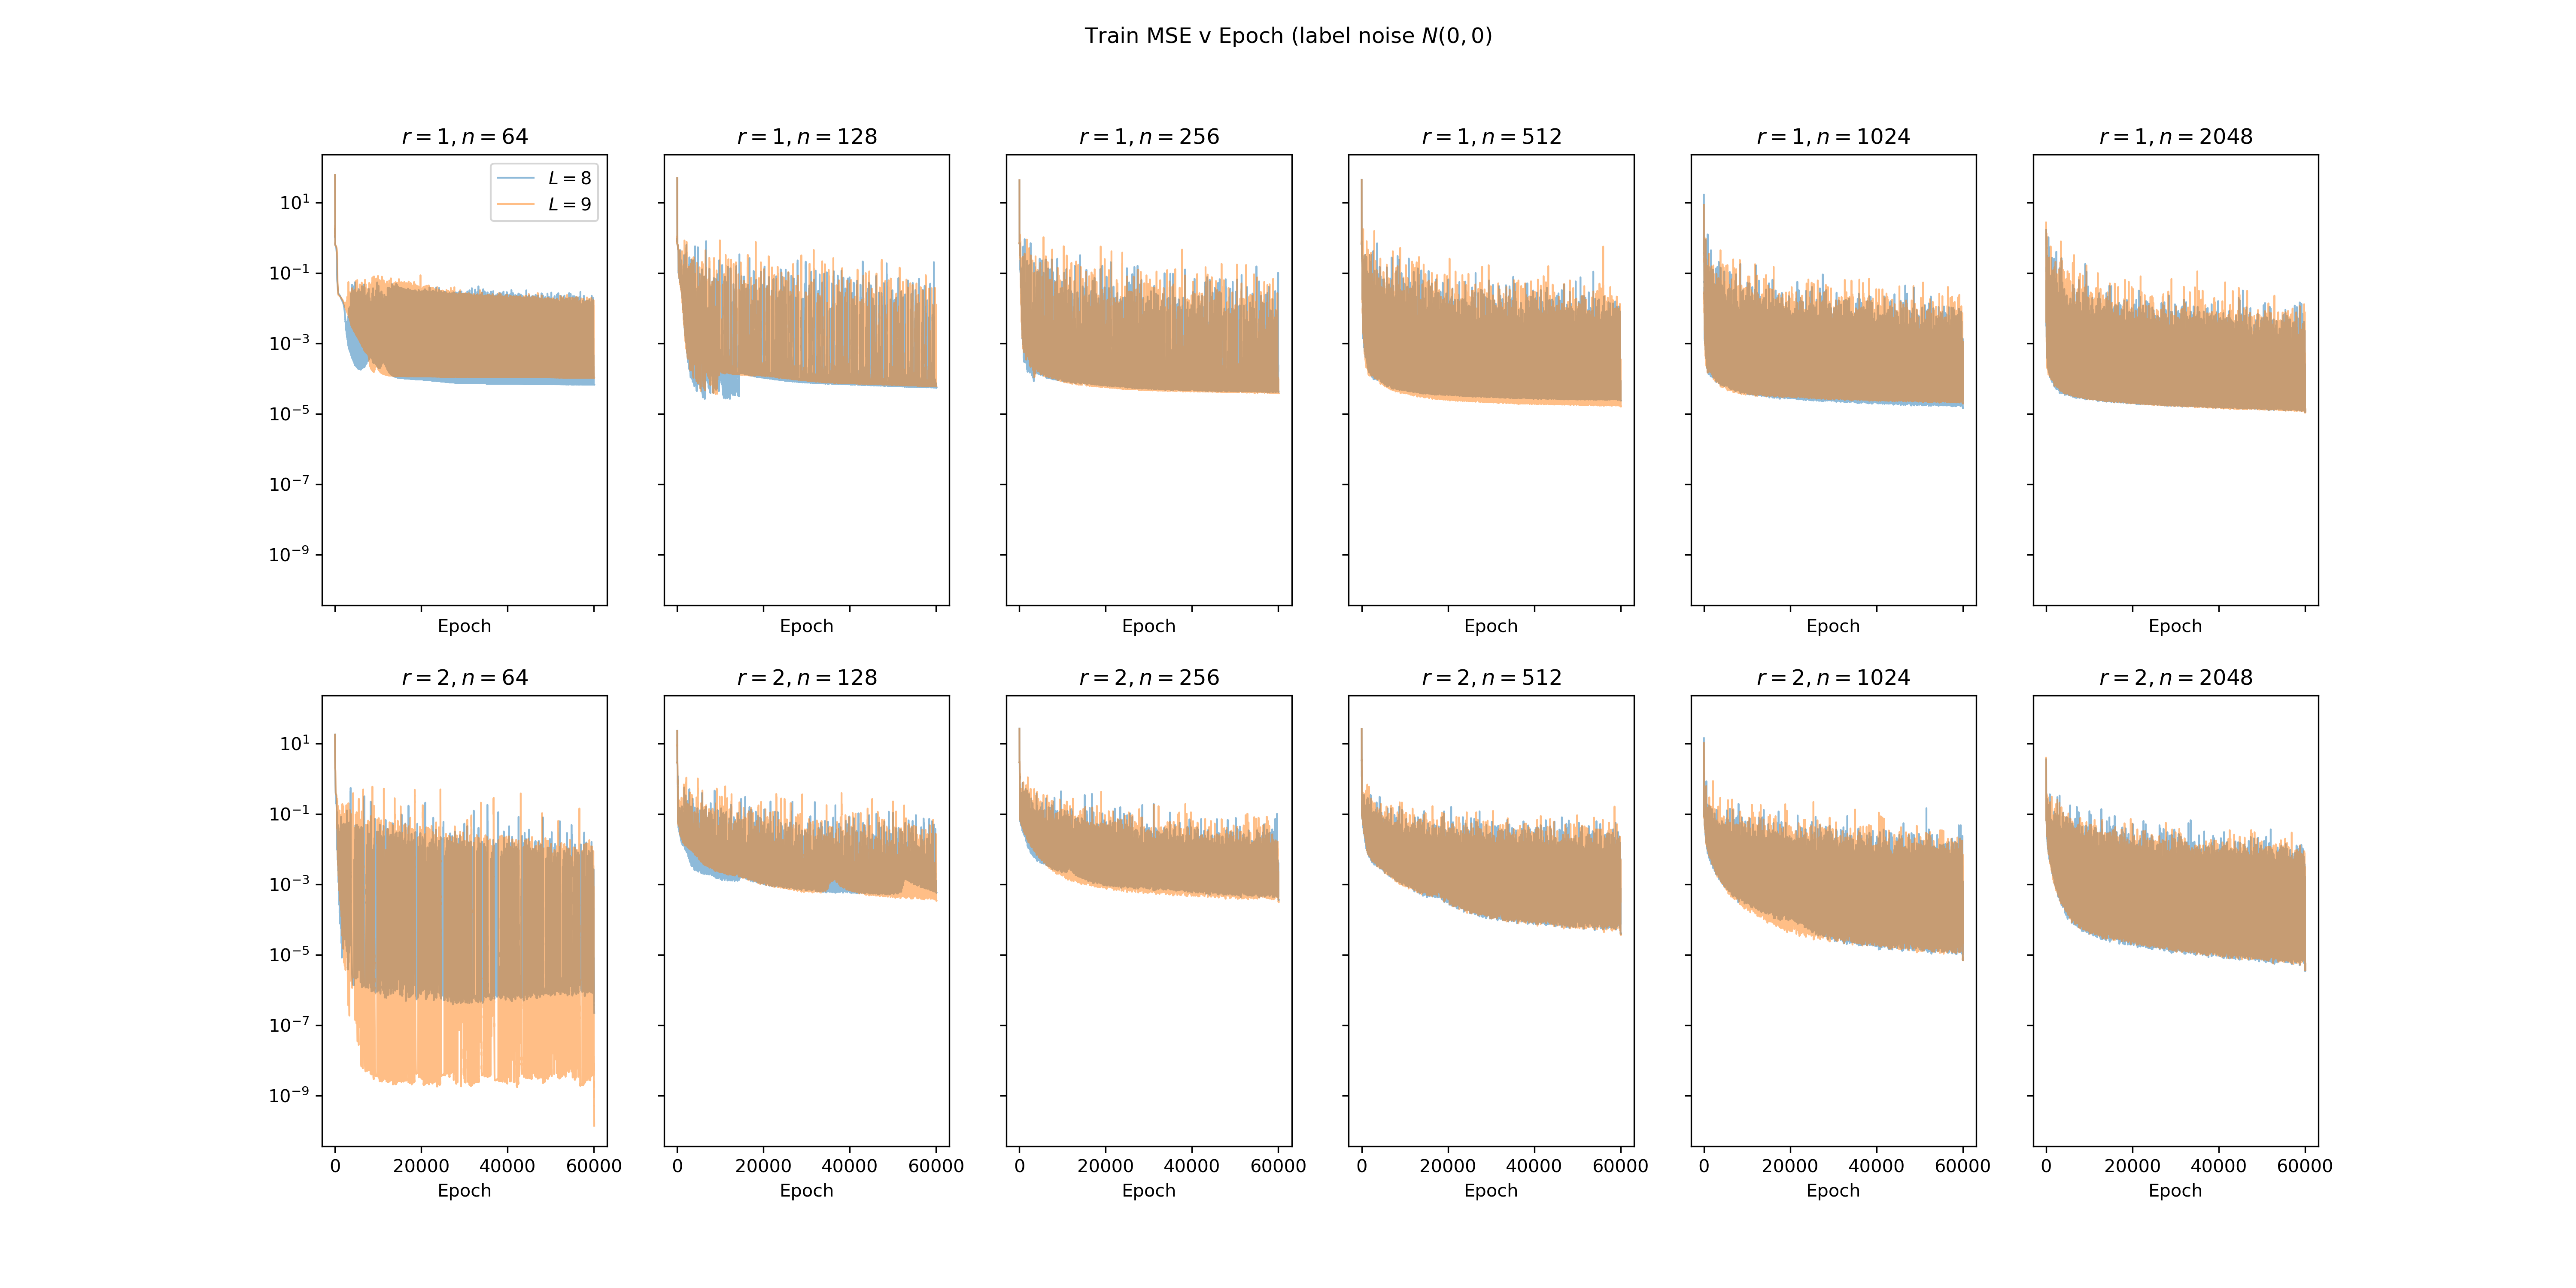 Train MSE v Epoch (label noise N(0, 0)
r = 1, n = 64
r = 1, n = 128
r = 1, n = 256
r = 1, n = 512
r = 1, n = 1024
r = 1, n = 2048
L = 8
L = 9
10^1
10^−1
10^−3
10^−5
10^−7
10^−9
Epoch
Epoch
Epoch
Epoch
Epoch
Epoch
r = 2, n = 64
r = 2, n = 128
r = 2, n = 256
r = 2, n = 512
r = 2, n = 1024
r = 2, n = 2048
10^1
10^−1
10^−3
10^−5
10^−7
10^−9
0 20000 40000 60000
0 20000 40000 60000
0 20000 40000 60000
0 20000 40000 60000
0 20000 40000 60000
0 20000 40000 60000
Epoch
Epoch
Epoch
Epoch
Epoch
Epoch